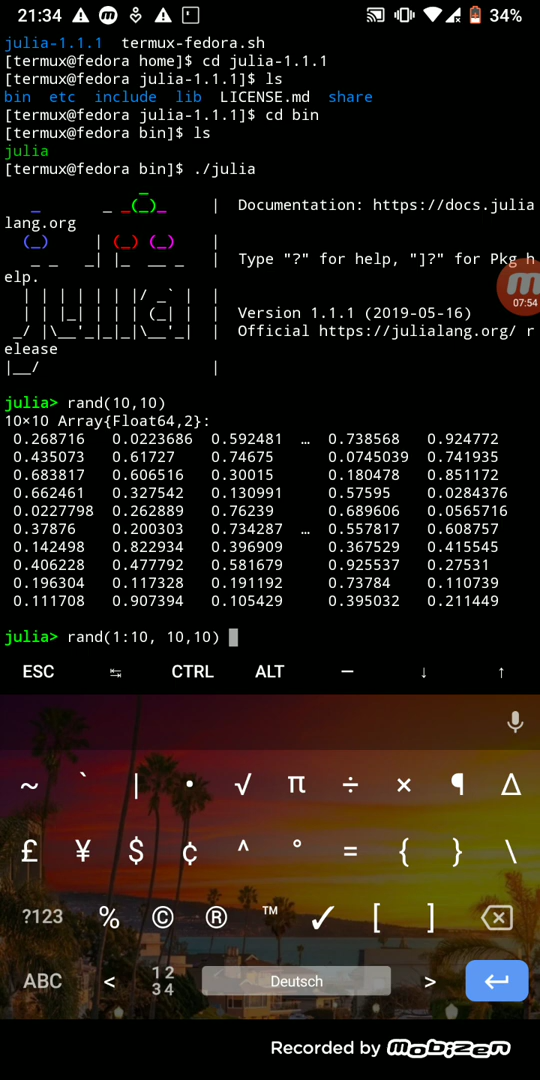 21:34 34%
julia-1.1.1 termux-fedora.sh
[termux@fedora home]$ cd julia-1.1.1
[termux@fedora julia-1.1.1]$ ls
bin etc include lib LICENSE.md share
[termux@fedora julia-1.1.1]$ cd bin
[termux@fedora bin]$ ls
julia
[termux@fedora bin]$ ./julia
               _
   _       _ _(_)_     |  Documentation: https://docs.julia
lang.org
  (_)     | (_) (_)    |
   _ _   _| |_  __ _   |  Type "?" for help, "]?" for Pkg h
elp.
  | | | | | | |/ _` |  |
  | | |_| | | | (_| |  |  Version 1.1.1 (2019-05-16)
 _/ |\__'_|_|_|\__'_|  |  Official https://julialang.org/ r
elease
|__/                   |
07:54
julia> rand(10,10)
10×10 Array{Float64,2}:
0.268716 0.0223686 0.592481 … 0.738568 0.924772
0.435073 0.61727 0.74675 0.0745039 0.741935
0.683817 0.606516 0.30015 0.180478 0.851172
0.662461 0.327542 0.130991 0.57595 0.0284376
0.0227798 0.262889 0.76239 0.689606 0.0565716
0.37876 0.200303 0.734287 … 0.557817 0.608757
0.142498 0.822934 0.396909 0.367529 0.415545
0.406228 0.477792 0.581679 0.925537 0.27531
0.196304 0.117328 0.191192 0.73784 0.110739
0.111708 0.907394 0.105429 0.395032 0.211449
julia> rand(1:10, 10,10)
ESC ↹ CTRL ALT — ↓ ↑
~ ` | • √ π ÷ × ¶ Δ
£ ¥ $ ¢ ^ ° = { } \
?123 % © ® ™ ✓ [ ]
ABC < 12 34 Deutsch >
Recorded by mobizen